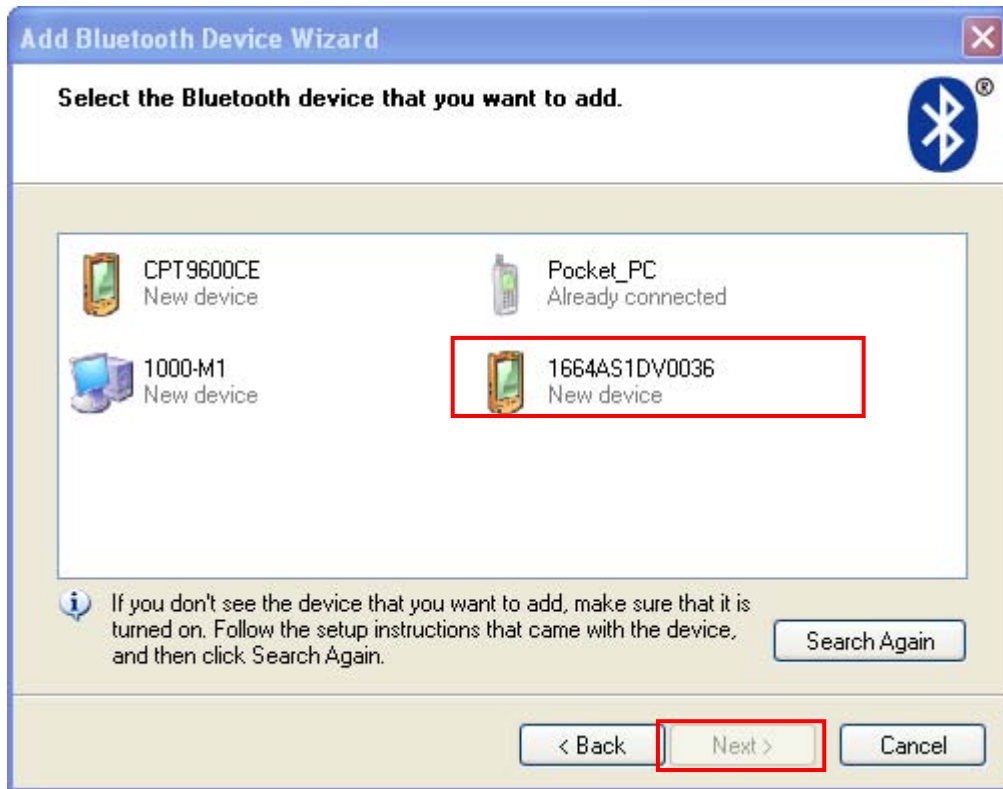 Add Bluetooth Device Wizard
Select the Bluetooth device that you want to add.
®
CPT9600CE
New device
Pocket_PC
Already connected
1000-M1
New device
1664AS1DV0036
New device
If you don't see the device that you want to add, make sure that it is
turned on. Follow the setup instructions that came with the device,
and then click Search Again.
Search Again
< Back
Next >
Cancel